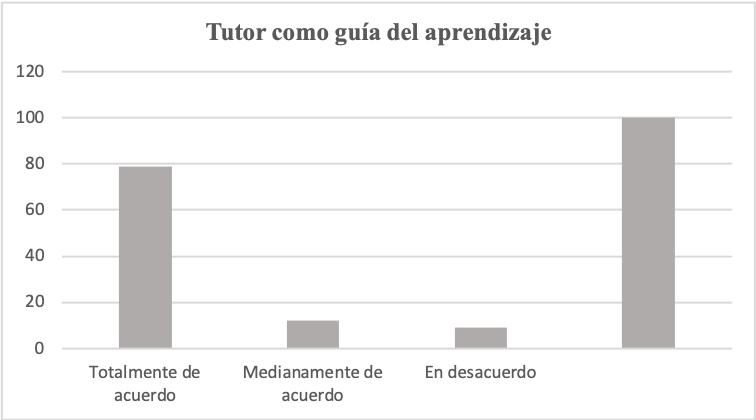 Tutor como guía del aprendizaje
120
100
80
60
40
20
0
Totalmente de
acuerdo
Medianamente de
acuerdo
En desacuerdo